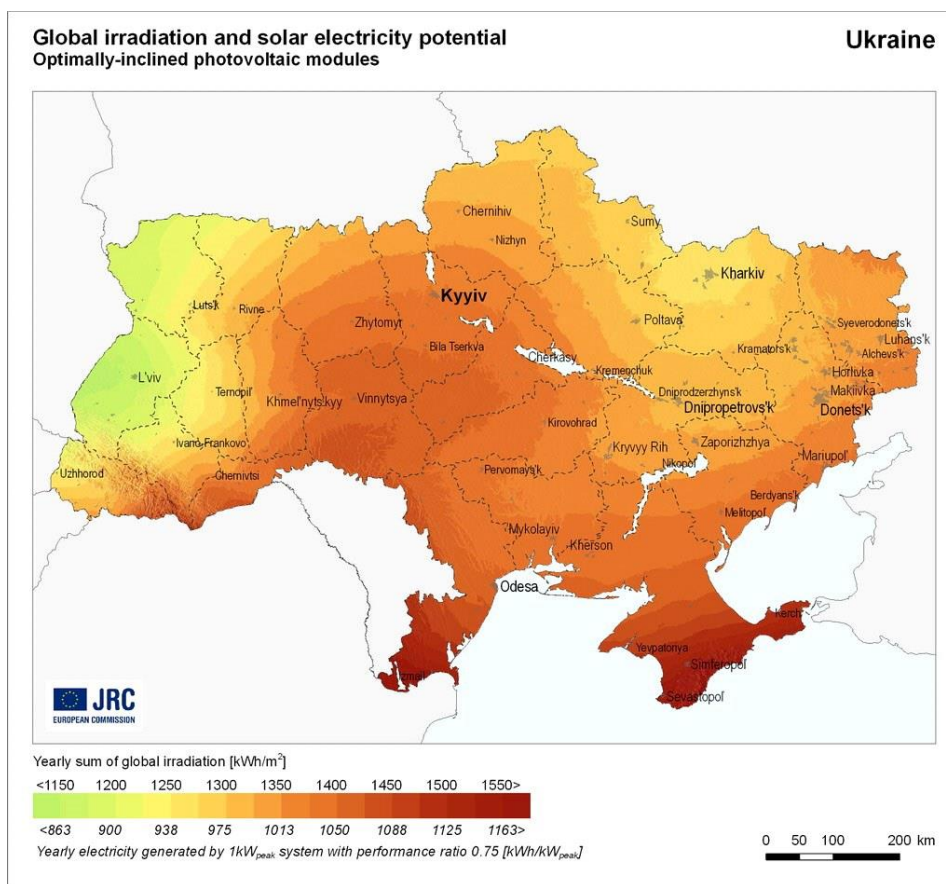 Global irradiation and solar electricity potential
Optimally-inclined photovoltaic modules
Ukraine
Chernihiv
Sumy
Nizhyn
Kharkiv
Kyyiv
Luts'k
Rivne
Zhytomyr
Poltava
Syeverodonets'k
Luhans'k
Bila Tserkva
Cherkasy
Kramators'k
Alchevs'k
L'viv
Kremenchuk
Horlivka
Ternopil'
Khmel'nyts'kyy
Vinnytsya
Dniprodzerzhyns'k
Makiivka
Dnipropetrovs'k
Donets'k
Kirovohrad
Ivano-Frankovo
Kryvyy Rih
Zaporizhzhya
Uzhhorod
Chernivtsi
Pervomays'k
Nikopol'
Mariupol'
Berdyans'k
Melitopol'
Mykolayiv
Kherson
Odesa
Kerch
Yevpatoriya
Simferopol'
Izmail'
Sevastopol'
JRC
EUROPEAN COMMISSION
Yearly sum of global irradiation [kWh/m²]
<1150 1200 1250 1300 1350 1400 1450 1500 1550>
<863 900 938 975 1013 1050 1088 1125 1163>
Yearly electricity generated by 1kWpeak system with performance ratio 0.75 [kWh/kWpeak]
0 50 100 200 km